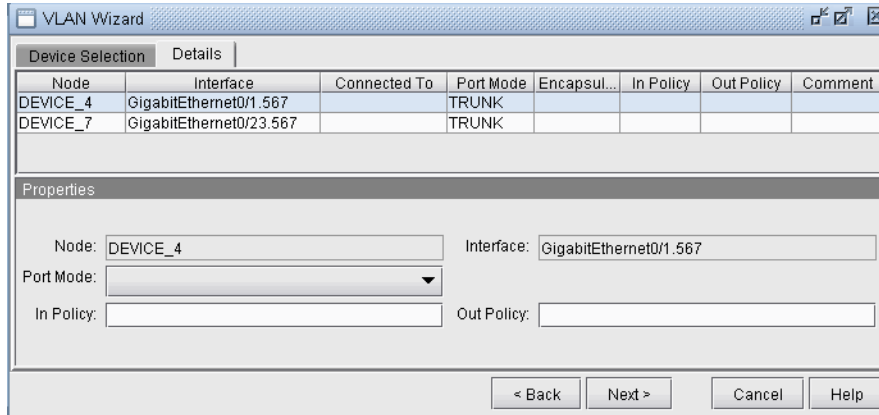 VLAN Wizard
Device Selection Details
Node Interface Connected To Port Mode Encapsul... In Policy Out Policy Comment
DEVICE_4 GigabitEthernet0/1.567 TRUNK
DEVICE_7 GigabitEthernet0/23.567 TRUNK
Properties
Node: DEVICE_4 Interface: GigabitEthernet0/1.567
Port Mode:
In Policy: Out Policy:
< Back Next > Cancel Help